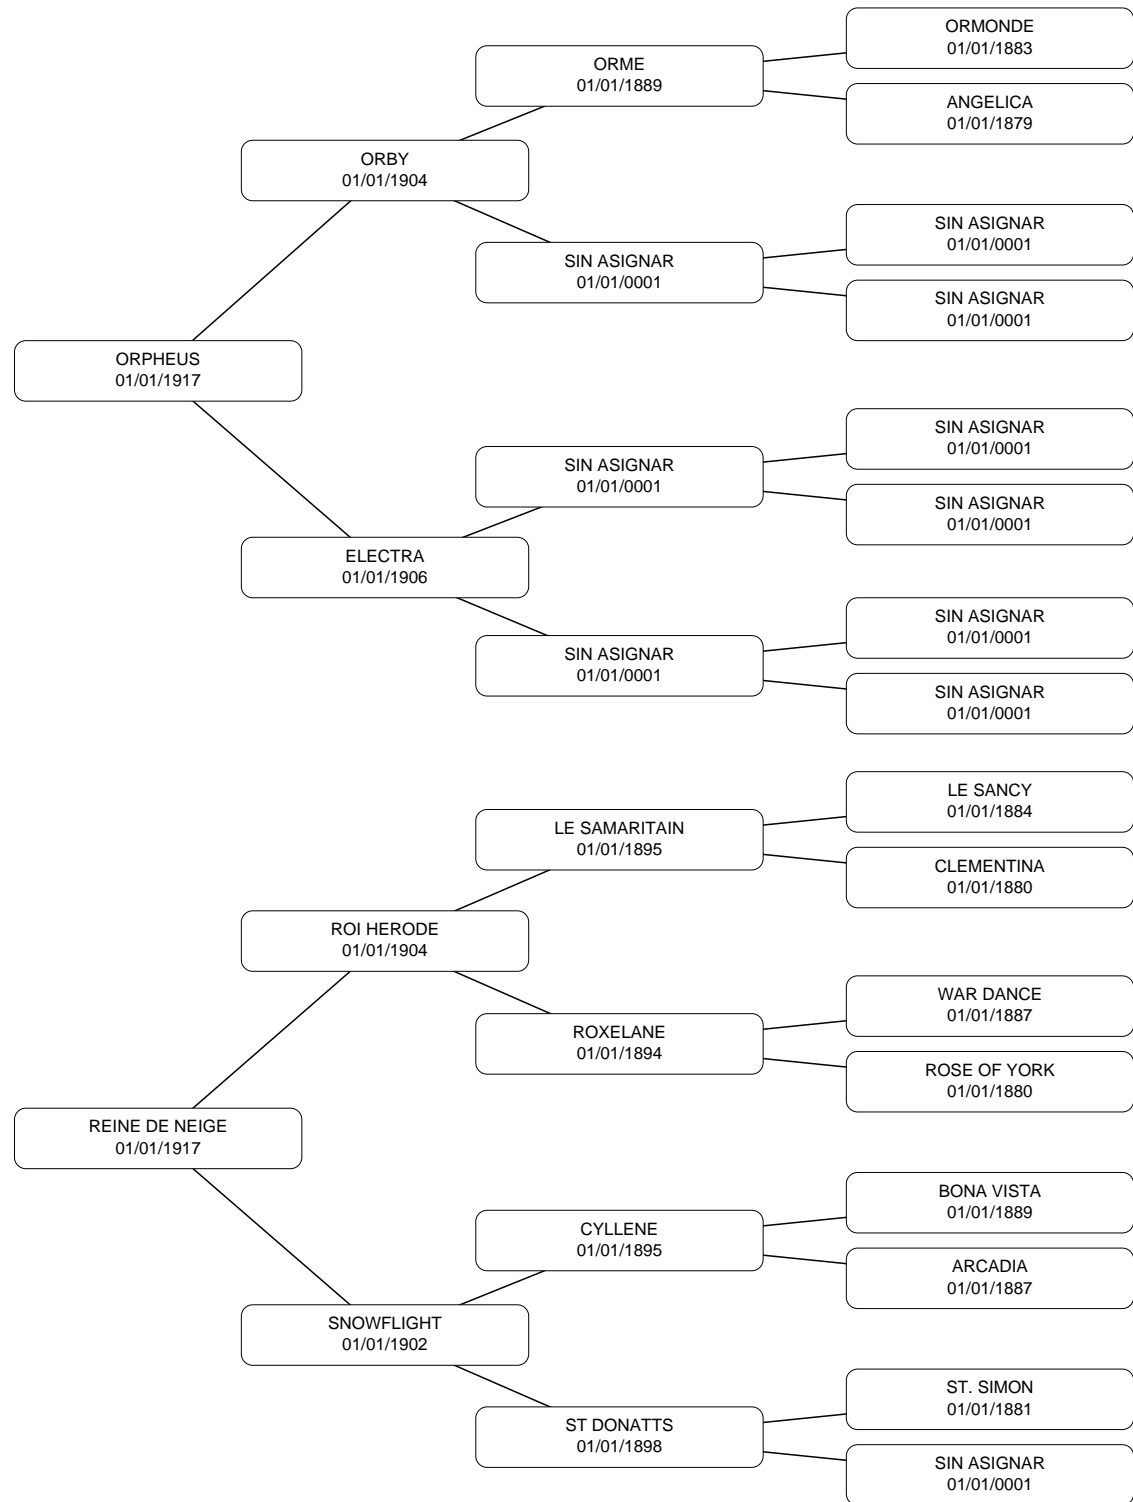 ORMONDE
01/01/1883
ORME
01/01/1889
ANGELICA
01/01/1879
ORBY
01/01/1904
SIN ASIGNAR
01/01/0001
SIN ASIGNAR
01/01/0001
SIN ASIGNAR
01/01/0001
ORPHEUS
01/01/1917
SIN ASIGNAR
01/01/0001
SIN ASIGNAR
01/01/0001
SIN ASIGNAR
01/01/0001
ELECTRA
01/01/1906
SIN ASIGNAR
01/01/0001
SIN ASIGNAR
01/01/0001
SIN ASIGNAR
01/01/0001
LE SANCY
01/01/1884
LE SAMARITAIN
01/01/1895
CLEMENTINA
01/01/1880
ROI HERODE
01/01/1904
WAR DANCE
01/01/1887
ROXELANE
01/01/1894
ROSE OF YORK
01/01/1880
REINE DE NEIGE
01/01/1917
BONA VISTA
01/01/1889
CYLLENE
01/01/1895
ARCADIA
01/01/1887
SNOWFLIGHT
01/01/1902
ST. SIMON
01/01/1881
ST DONATTS
01/01/1898
SIN ASIGNAR
01/01/0001